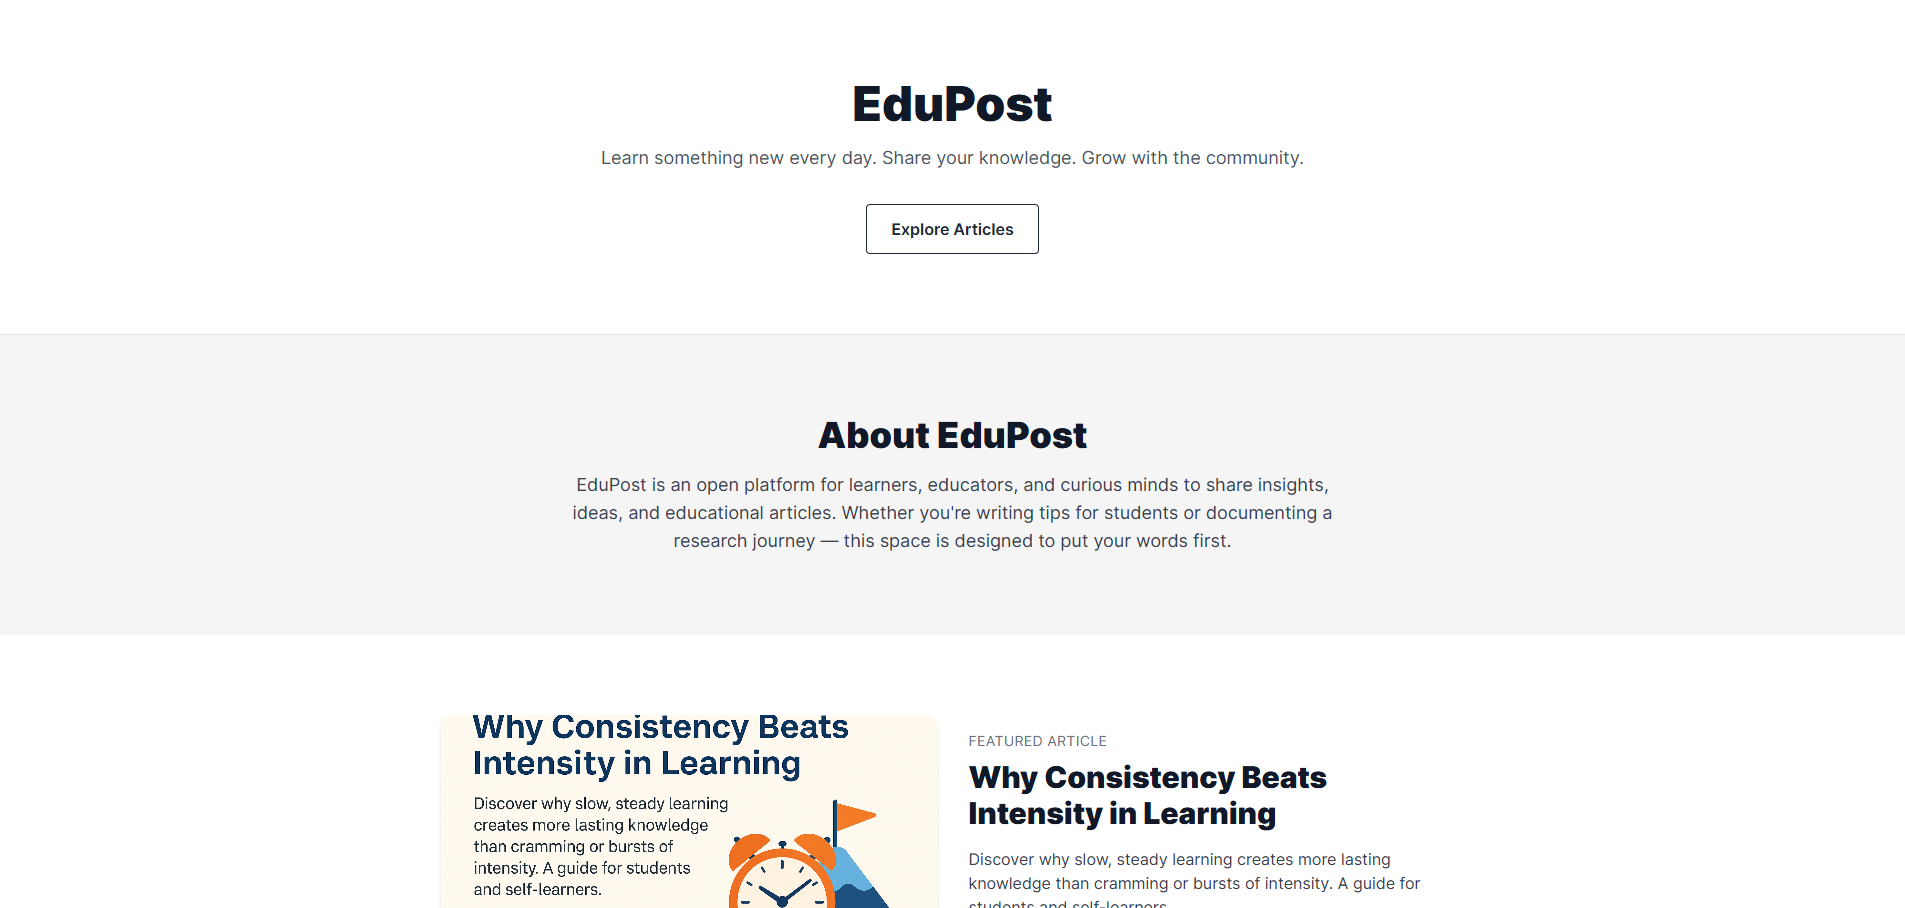 EduPost
Learn something new every day. Share your knowledge. Grow with the community.
Explore Articles
About EduPost
EduPost is an open platform for learners, educators, and curious minds to share insights,
ideas, and educational articles. Whether you're writing tips for students or documenting a
research journey — this space is designed to put your words first.
Why Consistency Beats
Intensity in Learning
Discover why slow, steady learning
creates more lasting knowledge
than cramming or bursts of
intensity. A guide for students
and self-learners.
FEATURED ARTICLE
Why Consistency Beats
Intensity in Learning
Discover why slow, steady learning creates more lasting
knowledge than cramming or bursts of intensity. A guide for
students and self-learners.